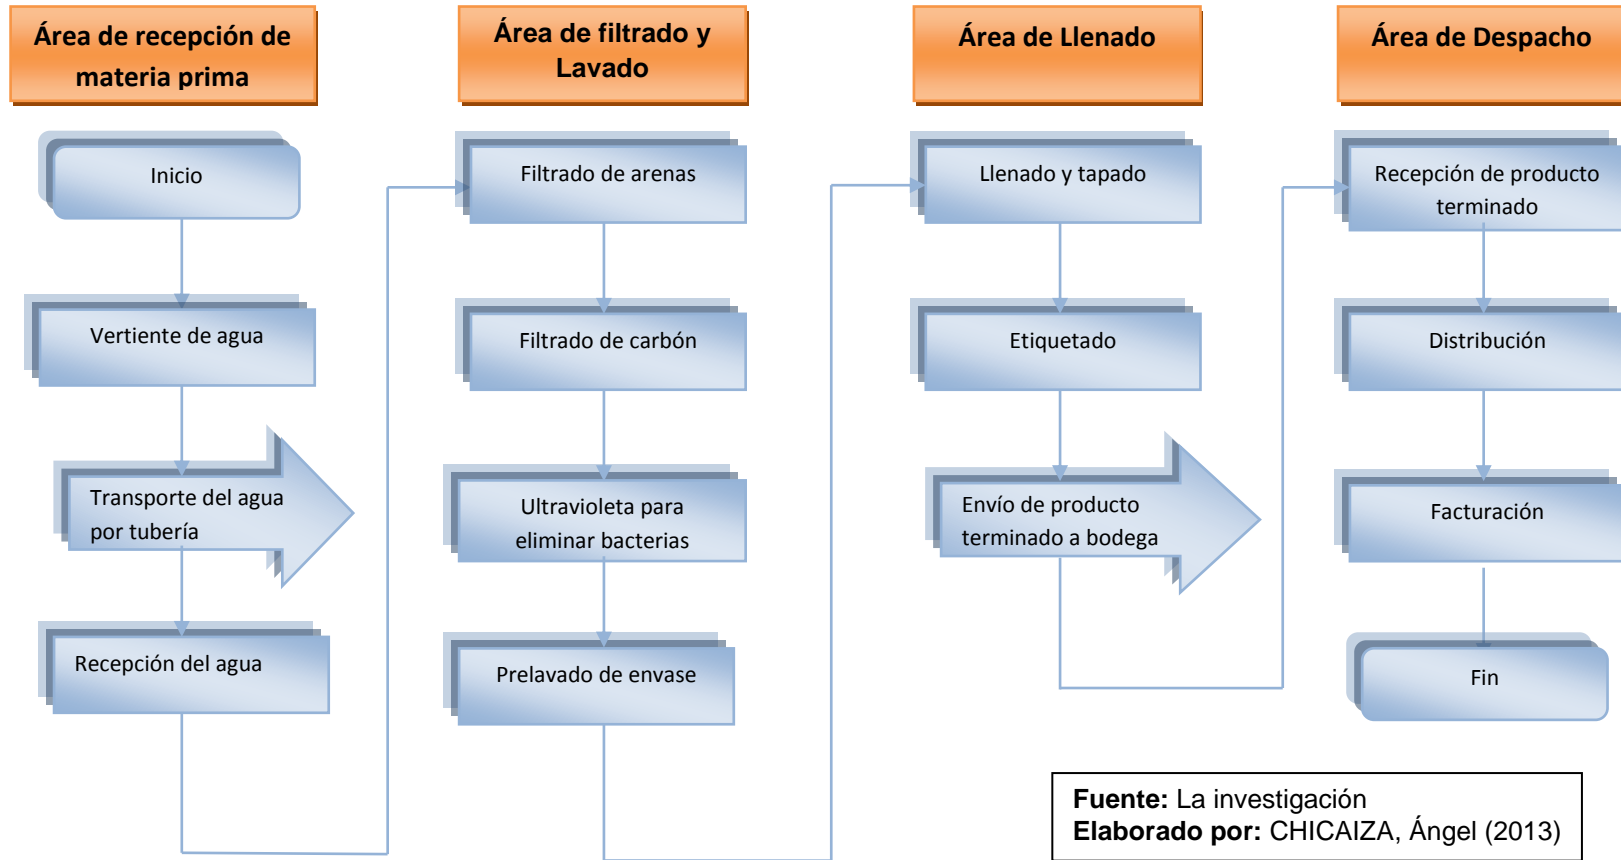 Área de recepción de
materia prima
Inicio
Vertiente de agua
Transporte del agua
por tubería
Recepción del agua
Área de filtrado y
Lavado
Filtrado de arenas
Filtrado de carbón
Ultravioleta para
eliminar bacterias
Prelavado de envase
Área de Llenado
Llenado y tapado
Etiquetado
Envío de producto
terminado a bodega
Área de Despacho
Recepción de producto
terminado
Distribución
Facturación
Fin
Fuente: La investigación
Elaborado por: CHICAIZA, Ángel (2013)